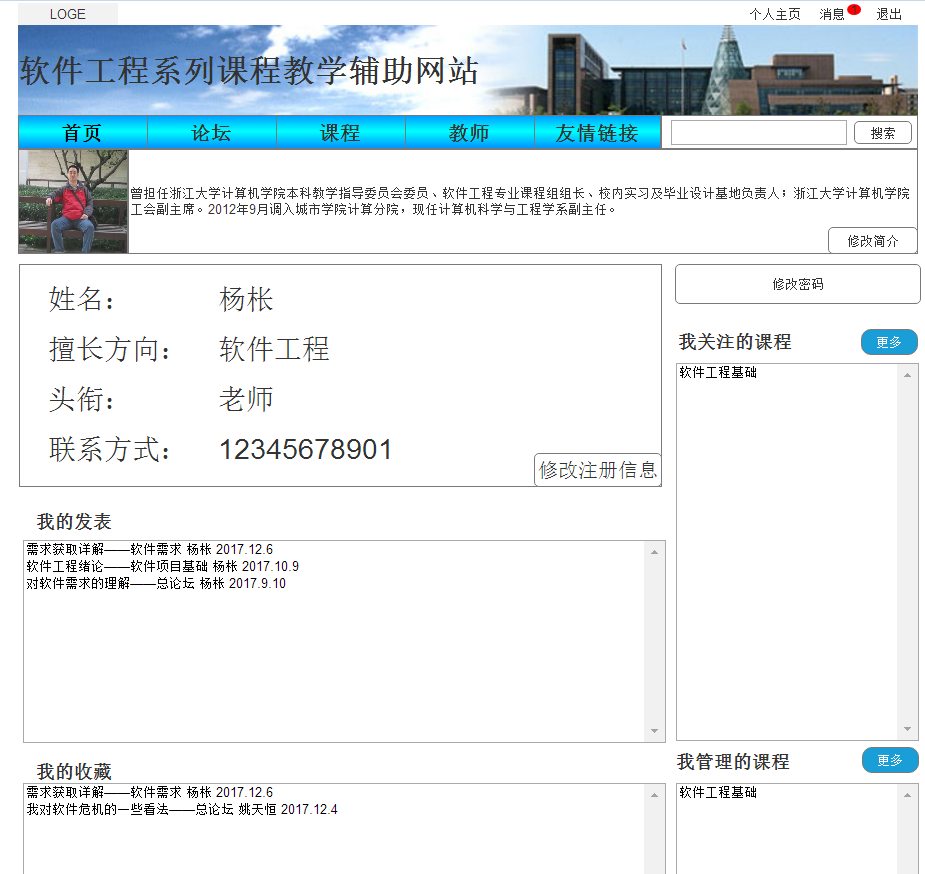 LOGE
个人主页 消息 退出
软件工程系列课程教学辅助网站
首页 论坛 课程 教师 友情链接 搜索
曾担任浙江大学计算机学院本科教学指导委员会委员、软件工程专业课程组组长、校内实习及毕业设计基地负责人；浙江大学计算机学院
工会副主席。2012年9月调入城市学院计算分院，现任计算机科学与工程学系副主任。
修改简介
姓名： 杨枨
擅长方向： 软件工程
头衔： 老师
联系方式： 12345678901
修改注册信息
修改密码
我关注的课程 更多
软件工程基础
我的发表
需求获取详解——软件需求 杨枨 2017.12.6
软件工程绪论——软件项目基础 杨枨 2017.10.9
对软件需求的理解——总论坛 杨枨 2017.9.10
我的收藏
需求获取详解——软件需求 杨枨 2017.12.6
我对软件危机的一些看法——总论坛 姚天恒 2017.12.4
我管理的课程 更多
软件工程基础